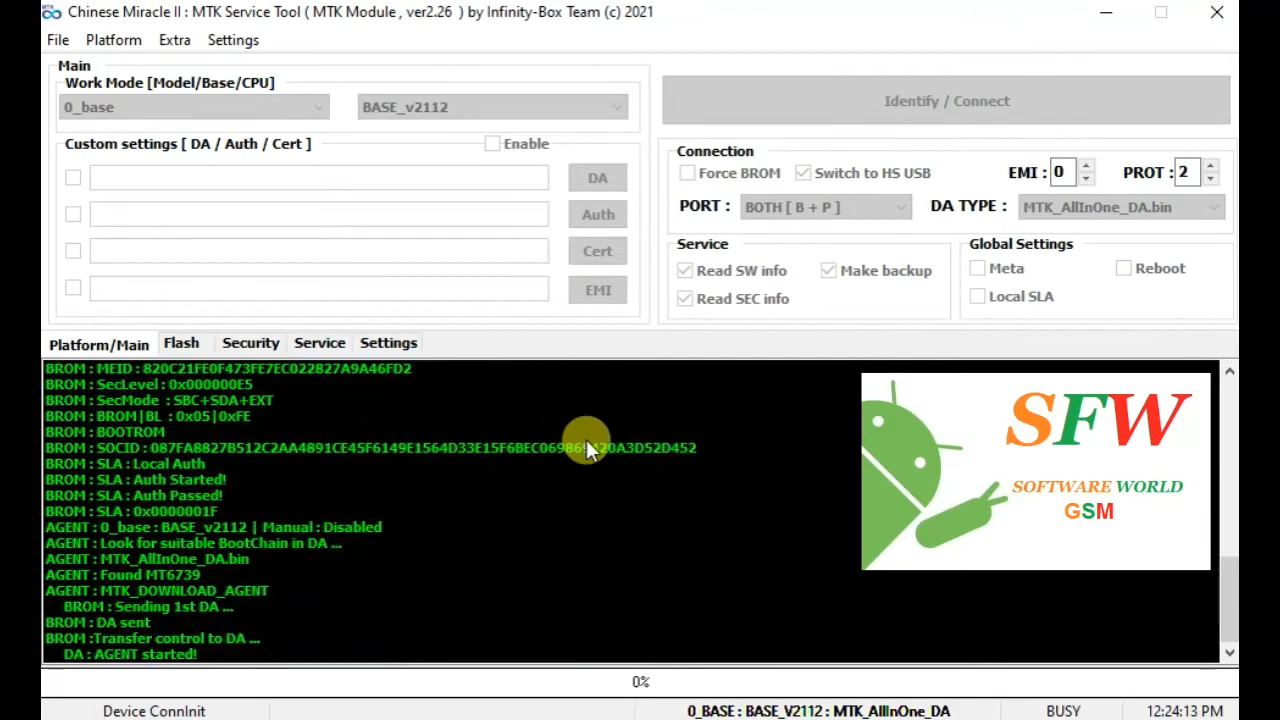 Chinese Miracle II : MTK Service Tool ( MTK Module , ver2.26 ) by Infinity-Box Team (c) 2021
File Platform Extra Settings
Main
Work Mode [Model/Base/CPU]
0_base BASE_v2112
Identify / Connect
Custom settings [ DA / Auth / Cert ] Enable
DA
Auth
Cert
EMI
Connection
Force BROM Switch to HS USB EMI : 0 PROT : 2
PORT : BOTH [ B + P ] DA TYPE : MTK_AllInOne_DA.bin
Service
Read SW info Make backup
Read SEC info
Global Settings
Meta Reboot
Local SLA
Platform/Main Flash Security Service Settings
BROM : MEID : 820C21FE0F473FE7EC022827A9A46FD2
BROM : SecLevel : 0x000000E5
BROM : SecMode : SBC+SDA+EXT
BROM : BROM|BL : 0x05|0xFE
BROM : BOOTROM
BROM : SOCID :
BROM : SLA : Local Auth
BROM : SLA : Auth Started!
BROM : SLA : Auth Passed!
BROM : SLA : 0x0000001F
AGENT : 0_base : BASE_v2112 | Manual : Disabled
AGENT : Look for suitable BootChain in DA ...
AGENT : MTK_AllInOne_DA.bin
AGENT : Found MT6739
AGENT : MTK_DOWNLOAD_AGENT
BROM : Sending 1st DA ...
BROM : DA sent
BROM :Transfer control to DA ...
DA : AGENT started!
SFW
SOFTWARE WORLD
GSM
0%
Device ConnInit 0_BASE : BASE_V2112 : MTK_AllInOne_DA BUSY 12:24:13 PM